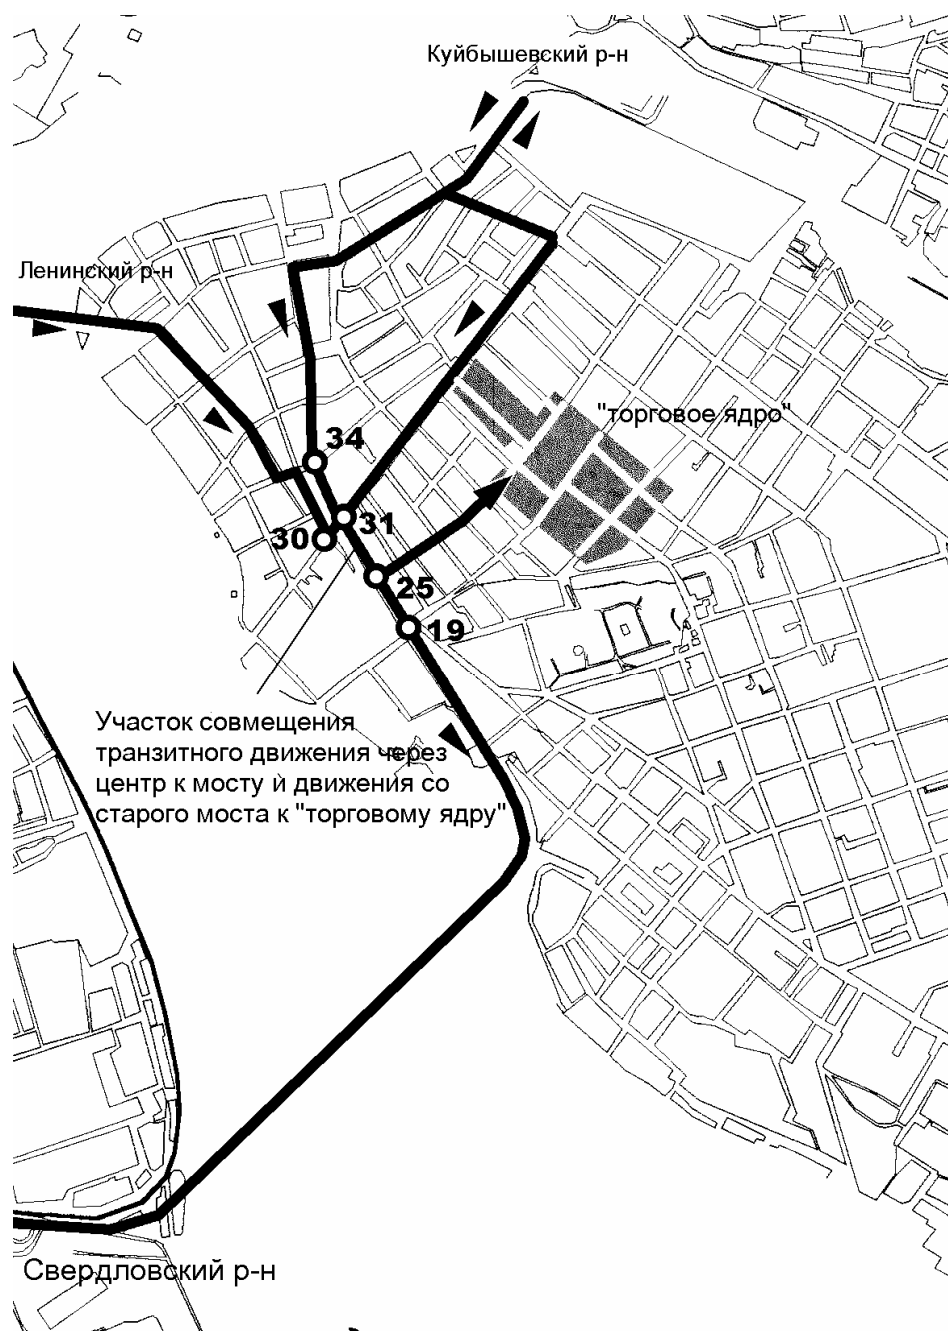 Куйбышевский р-н
Ленинский р-н
"торговое ядро"
34
31
30
25
19
Участок совмещения
транзитного движения через
центр к мосту и движения со
старого моста к "торговому ядру"
Свердловский р-н